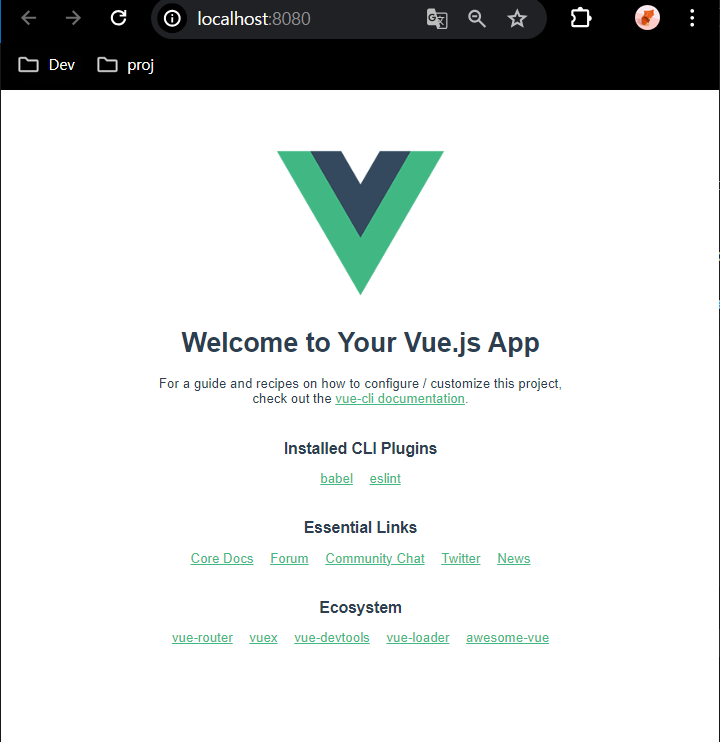 localhost:8080
Dev proj
Welcome to Your Vue.js App
For a guide and recipes on how to configure / customize this project,
check out the vue-cli documentation.
Installed CLI Plugins
babel eslint
Essential Links
Core Docs Forum Community Chat Twitter News
Ecosystem
vue-router vuex vue-devtools vue-loader awesome-vue